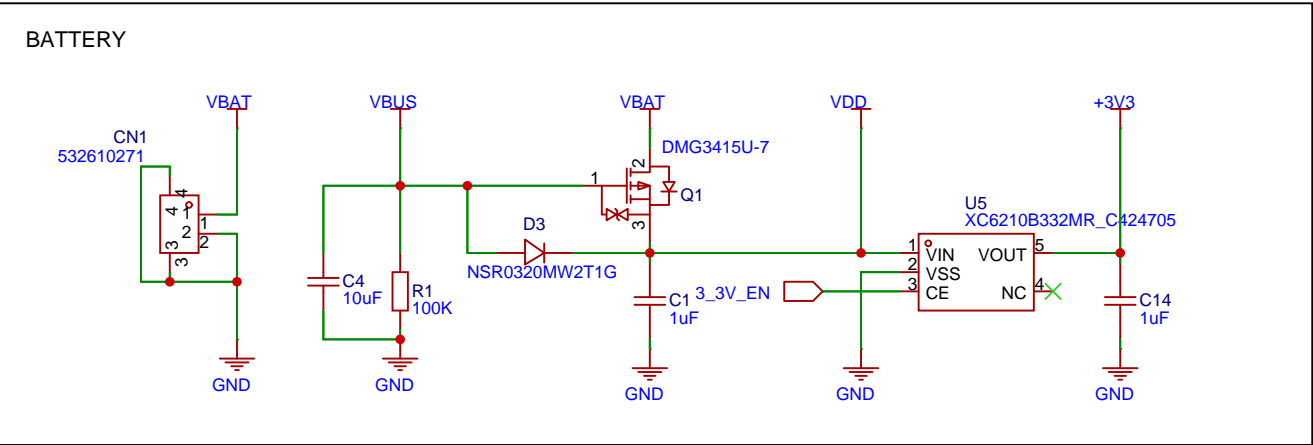 BATTERY
VBAT
VBUS
VBAT
VDD
+3V3
CN1
532610271
4
4
1
1
2
2
3
3
DMG3415U-7
1
2
3
Q1
D3
NSR0320MW2T1G
C4
10uF
R1
100K
C1
1uF
3_3V_EN
U5
XC6210B332MR_C424705
1
VIN
VOUT
5
2
VSS
3
CE
NC
4
C14
1uF
GND
GND
GND
GND
GND